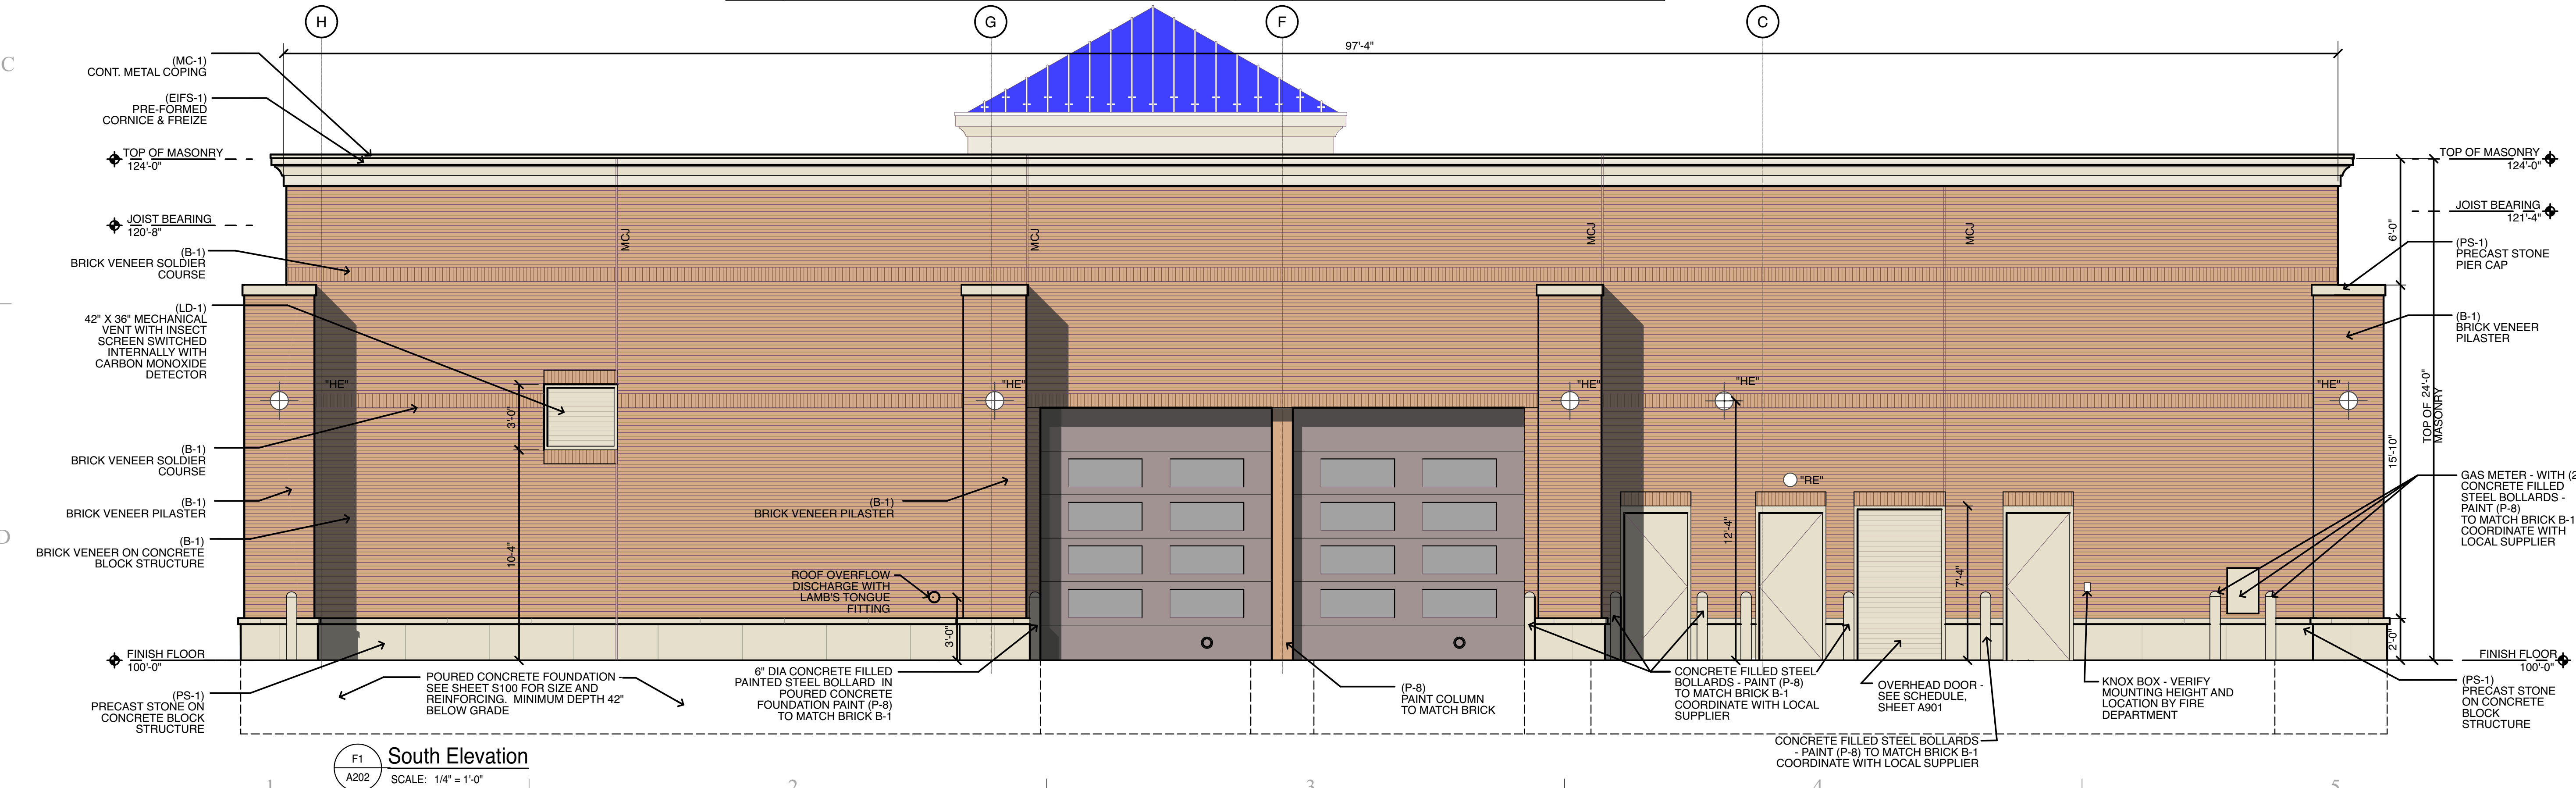 H
G
F
C
97'-4"
C
(MC-1)
CONT. METAL COPING
(EIFS-1)
PRE-FORMED
CORNICE & FREIZE
TOP OF MASONRY
124'-0"
JOIST BEARING
120'-8"
(B-1)
BRICK VENEER SOLDIER
COURSE
(LD-1)
42" X 36" MECHANICAL
VENT WITH INSECT
SCREEN SWITCHED
INTERNALLY WITH
CARBON MONOXIDE
DETECTOR
(B-1)
BRICK VENEER SOLDIER
COURSE
(B-1)
BRICK VENEER PILASTER
(B-1)
BRICK VENEER ON CONCRETE
BLOCK STRUCTURE
D
FINISH FLOOR
100'-0"
(PS-1)
PRECAST STONE ON
CONCRETE BLOCK
STRUCTURE
MCJ
MCJ
MCJ
MCJ
"HE"
"HE"
"HE"
"HE"
"HE"
"RE"
3'-0"
10'-4"
(B-1)
BRICK VENEER PILASTER
ROOF OVERFLOW
DISCHARGE WITH
LAMB'S TONGUE
FITTING
3'-0"
12'-4"
7'-4"
TOP OF MASONRY
124'-0"
JOIST BEARING
121'-4"
6'-0"
(PS-1)
PRECAST STONE
PIER CAP
(B-1)
BRICK VENEER
PILASTER
15'-10"
TOP OF 24'-0"
MASONRY
GAS METER - WITH (2
CONCRETE FILLED
STEEL BOLLARDS -
PAINT (P-8)
TO MATCH BRICK B-1
COORDINATE WITH
LOCAL SUPPLIER
2'-0"
FINISH FLOOR
100'-0"
(PS-1)
PRECAST STONE
ON CONCRETE
BLOCK
STRUCTURE
POURED CONCRETE FOUNDATION -
SEE SHEET S100 FOR SIZE AND
REINFORCING. MINIMUM DEPTH 42"
BELOW GRADE
6" DIA CONCRETE FILLED
PAINTED STEEL BOLLARD IN
POURED CONCRETE
FOUNDATION PAINT (P-8)
TO MATCH BRICK B-1
(P-8)
PAINT COLUMN
TO MATCH BRICK
CONCRETE FILLED STEEL
BOLLARDS - PAINT (P-8)
TO MATCH BRICK B-1
COORDINATE WITH LOCAL
SUPPLIER
OVERHEAD DOOR -
SEE SCHEDULE,
SHEET A901
KNOX BOX - VERIFY
MOUNTING HEIGHT AND
LOCATION BY FIRE
DEPARTMENT
CONCRETE FILLED STEEL BOLLARDS
- PAINT (P-8) TO MATCH BRICK B-1
COORDINATE WITH LOCAL SUPPLIER
F1
A202
South Elevation
SCALE: 1/4" = 1'-0"
1
2
3
4
5